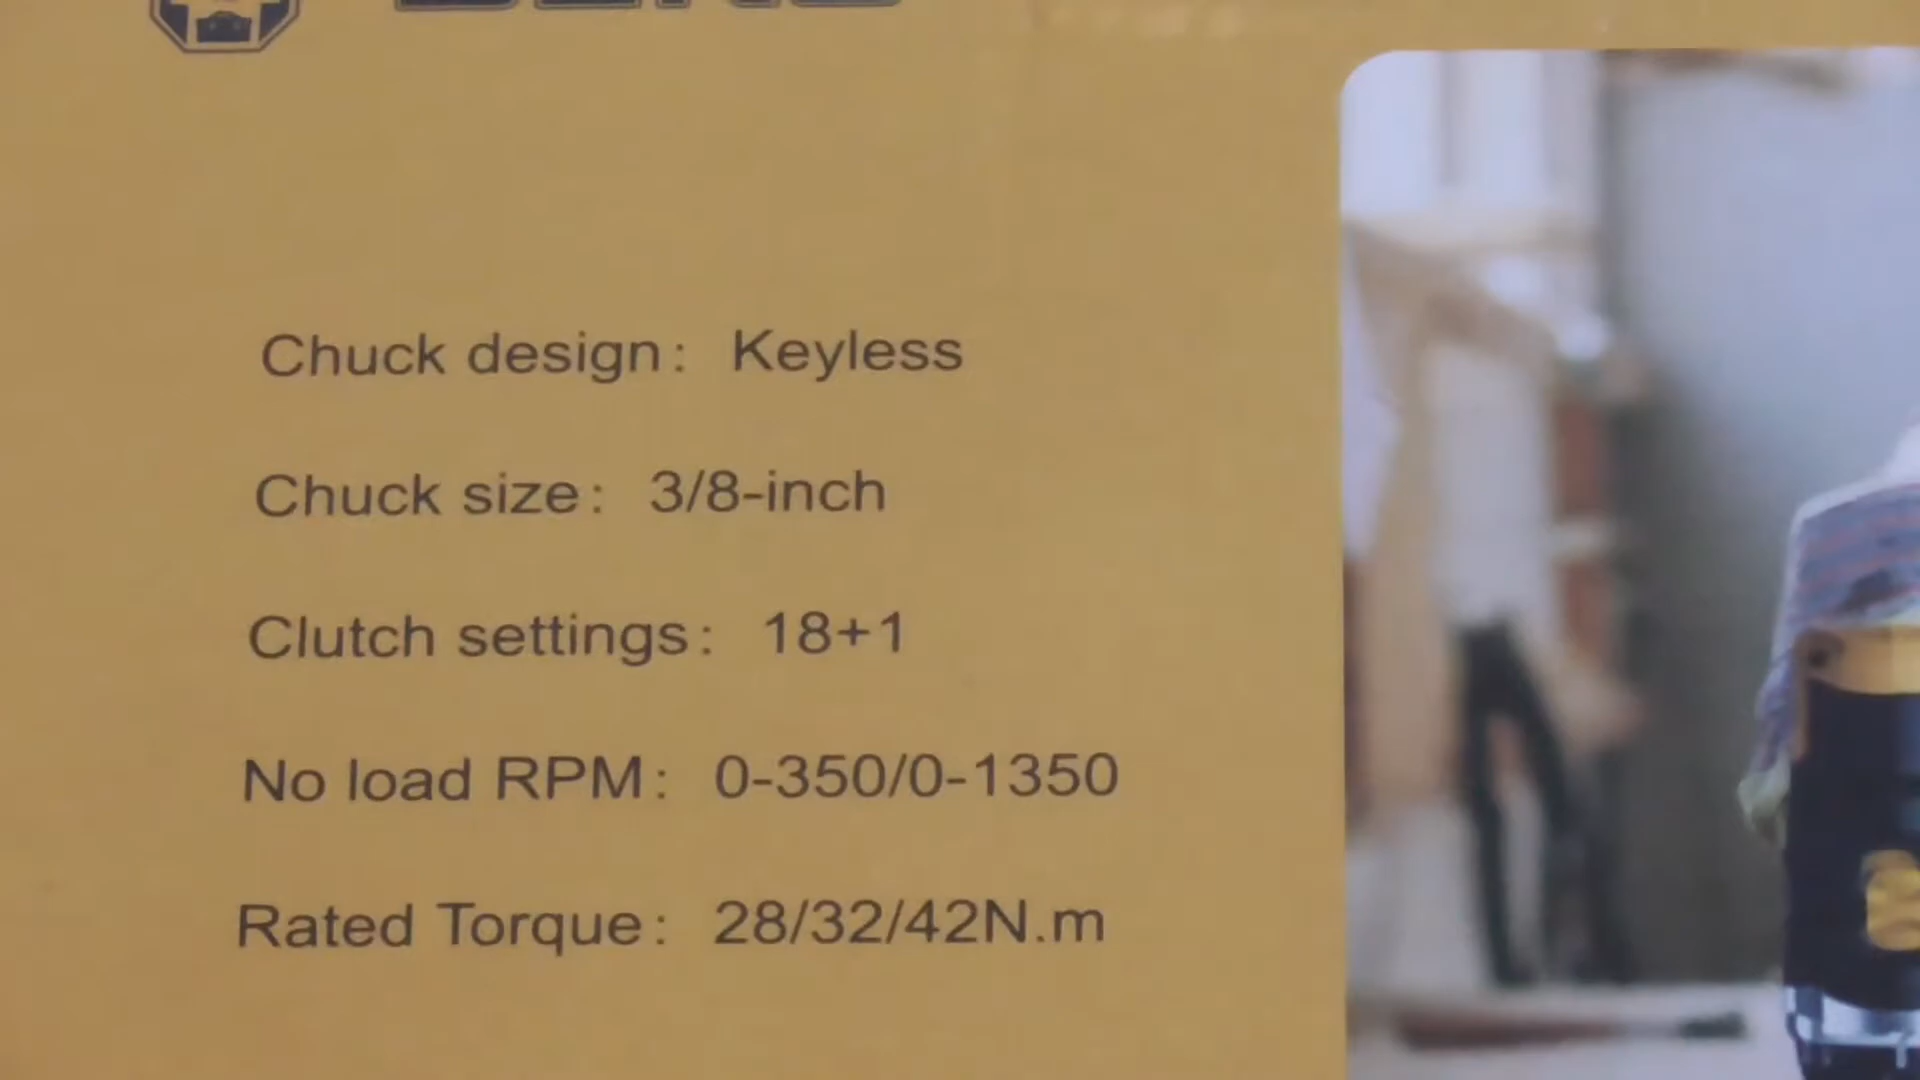 Chuck design: Keyless
Chuck size: 3/8-inch
Clutch settings: 18+1
No load RPM: 0-350/0-1350
Rated Torque: 28/32/42N.m